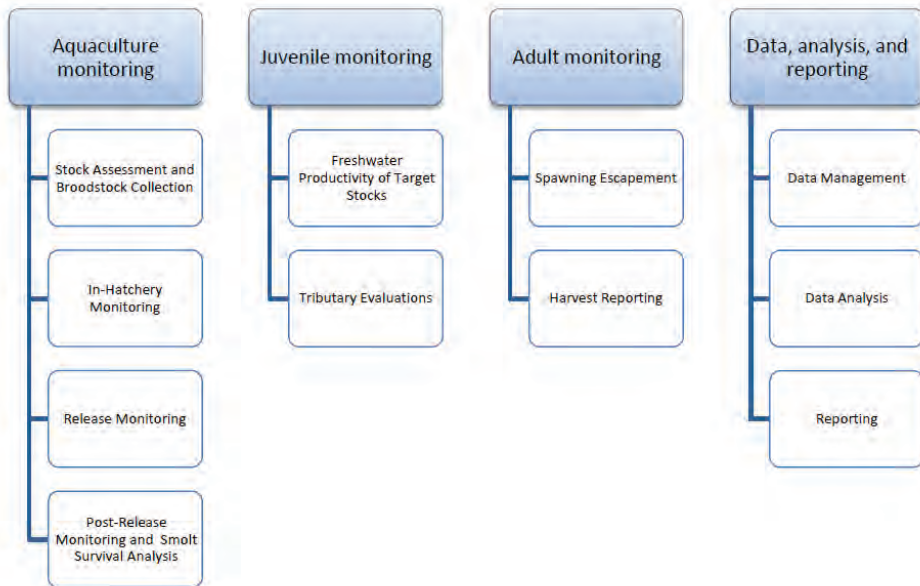 Aquaculture
monitoring
Stock Assessment and
Broodstock Collection
In-Hatchery
Monitoring
Release Monitoring
Post-Release
Monitoring and Smolt
Survival Analysis
Juvenile monitoring
Freshwater
Productivity of Target
Stocks
Tributary Evaluations
Adult monitoring
Spawning Escapement
Harvest Reporting
Data, analysis, and
reporting
Data Management
Data Analysis
Reporting